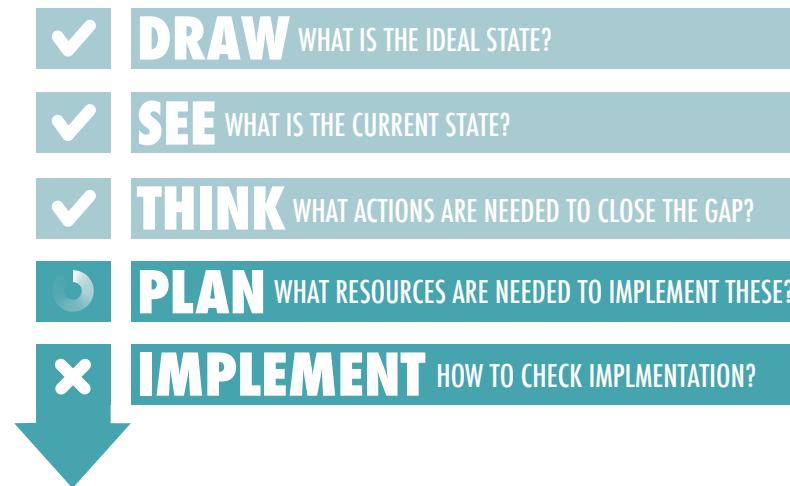 DRAW WHAT IS THE IDEAL STATE?
SEE WHAT IS THE CURRENT STATE?
THINK WHAT ACTIONS ARE NEEDED TO CLOSE THE GAP?
PLAN WHAT RESOURCES ARE NEEDED TO IMPLEMENT THESE?
IMPLEMENT HOW TO CHECK IMPLMENTATION?